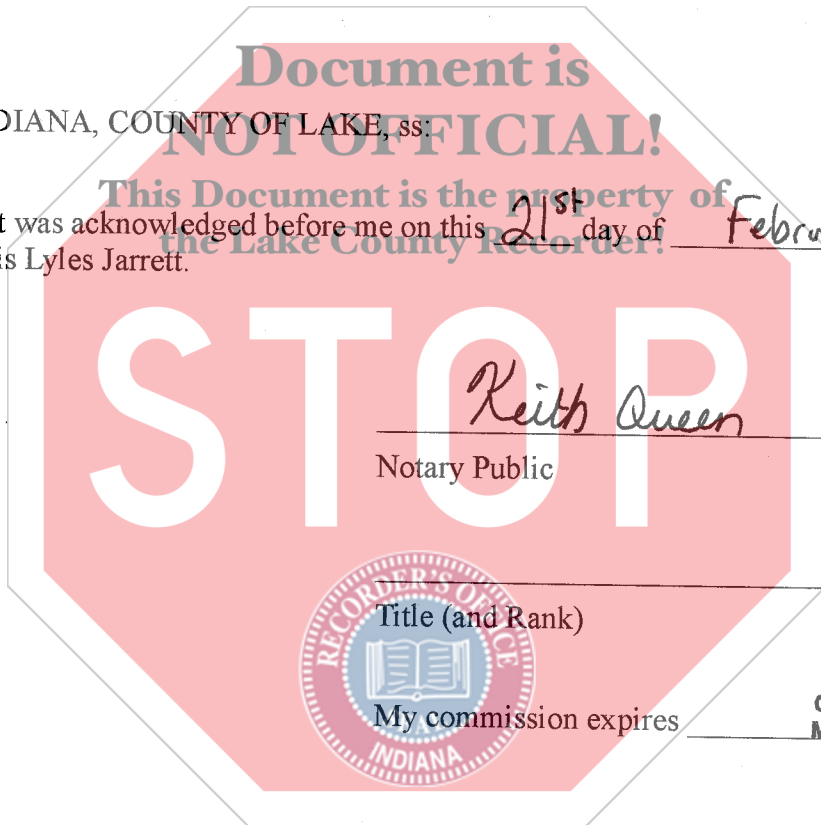 Document is
DIANA, COUNTY OF LAKE, ss:
NOT OFFICIAL!
This Document is the property of
t was acknowledged before me on this 21st day of Febru
the Lake County Recorder!
is Lyles Jarrett.
STOP
Keith Queen
Notary Public
RECORDER'S OFFICE
Title (and Rank)
My commission expires
INDIANA